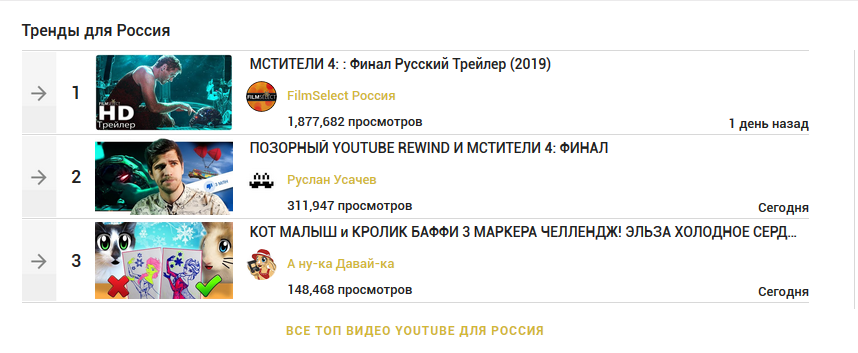 Тренды для Россия
1
МСТИТЕЛИ 4: : Финал Русский Трейлер (2019)
FILMSELECT
HD
Трейлер
FILMSELECT
FilmSelect Россия
1,877,682 просмотров
1 день назад
2
ПОЗОРНЫЙ YOUTUBE REWIND И МСТИТЕЛИ 4: ФИНАЛ
Руслан Усачев
311,947 просмотров
Сегодня
3
КОТ МАЛЫШ и КРОЛИК БАФФИ 3 МАРКЕРА ЧЕЛЛЕНДЖ! ЭЛЬЗА ХОЛОДНОЕ СЕРД...
А ну-ка Давай-ка
148,468 просмотров
Сегодня
ВСЕ ТОП ВИДЕО YOUTUBE ДЛЯ РОССИЯ